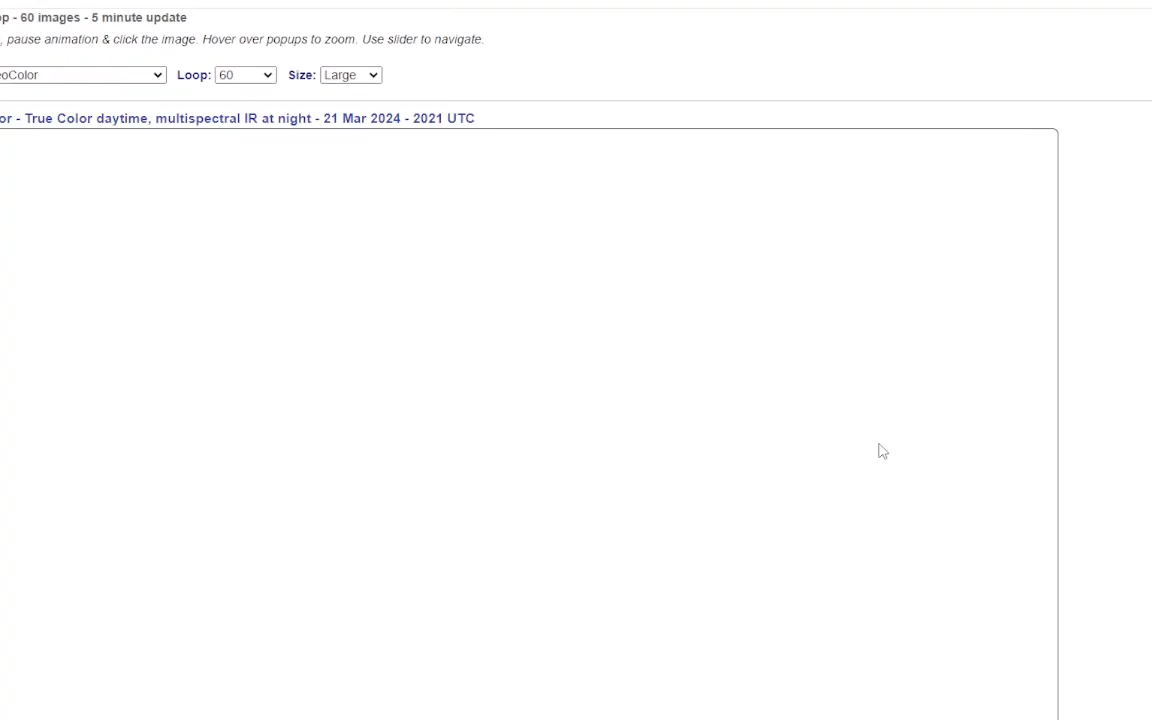 op - 60 images - 5 minute update
, pause animation & click the image. Hover over popups to zoom. Use slider to navigate.
eoColor Loop: 60 Size: Large
or - True Color daytime, multispectral IR at night - 21 Mar 2024 - 2021 UTC